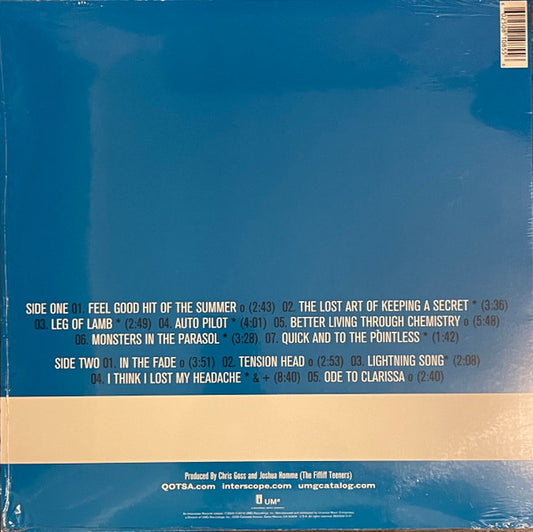 SIDE ONE 01. FEEL GOOD HIT OF THE SUMMER o (2:43) 02. THE LOST ART OF KEEPING A SECRET * (3:36)
03. LEG OF LAMB * (2:49) 04. AUTO PILOT * (4:01) 05. BETTER LIVING THROUGH CHEMISTRY o (5:48)
06. MONSTERS IN THE PARASOL * (3:28) 07. QUICK AND TO THE POINTLESS * (1:42)
SIDE TWO 01. IN THE FADE o (3:51) 02. TENSION HEAD o (2:53) 03. LIGHTNING SONG* (2:08)
04. I THINK I LOST MY HEADACHE * & + (8:40) 05. ODE TO CLARISSA o (2:40)
Produced By Chris Goss and Joshua Homme (The Fififf Teeners)
QOTSA.com interscope.com umgcatalog.com
UMe